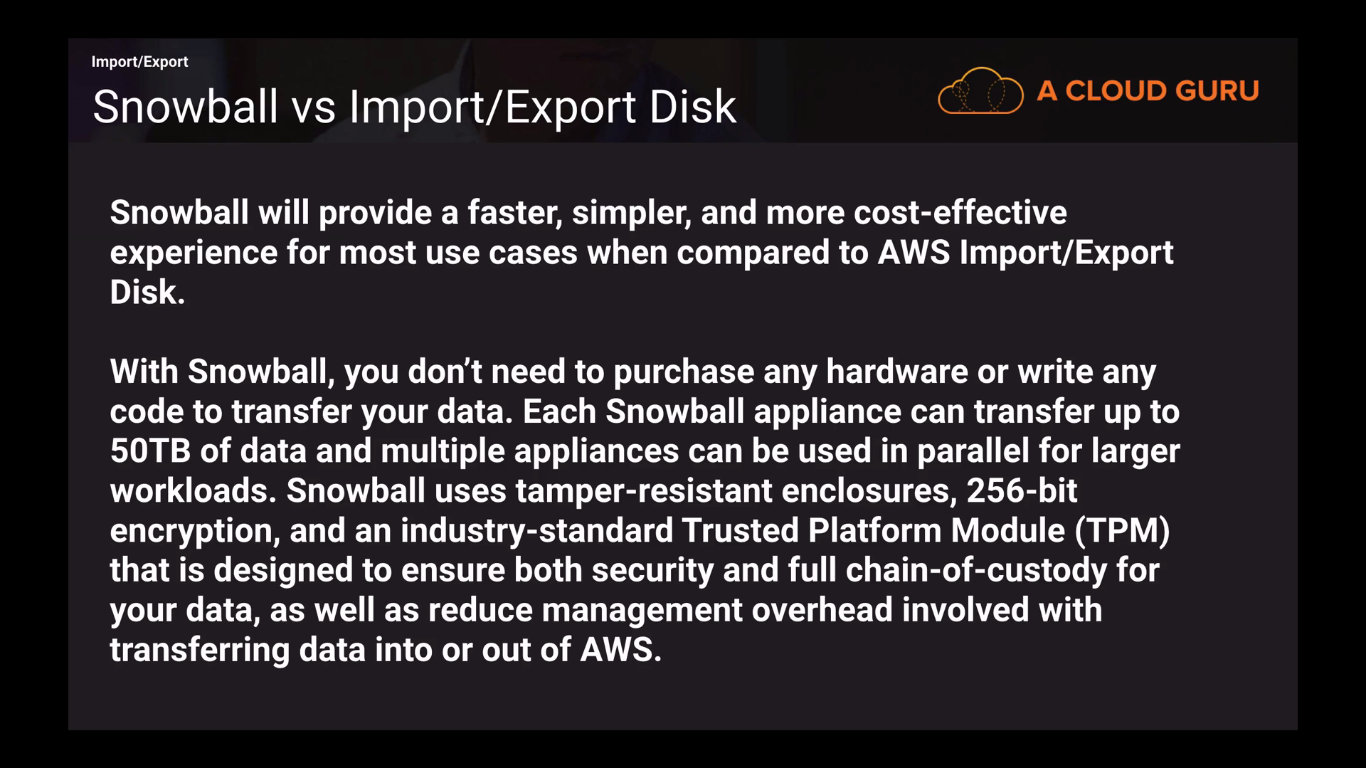 Import/Export
Snowball vs Import/Export Disk
A CLOUD GURU
Snowball will provide a faster, simpler, and more cost-effective
experience for most use cases when compared to AWS Import/Export
Disk.
With Snowball, you don’t need to purchase any hardware or write any
code to transfer your data. Each Snowball appliance can transfer up to
50TB of data and multiple appliances can be used in parallel for larger
workloads. Snowball uses tamper-resistant enclosures, 256-bit
encryption, and an industry-standard Trusted Platform Module (TPM)
that is designed to ensure both security and full chain-of-custody for
your data, as well as reduce management overhead involved with
transferring data into or out of AWS.